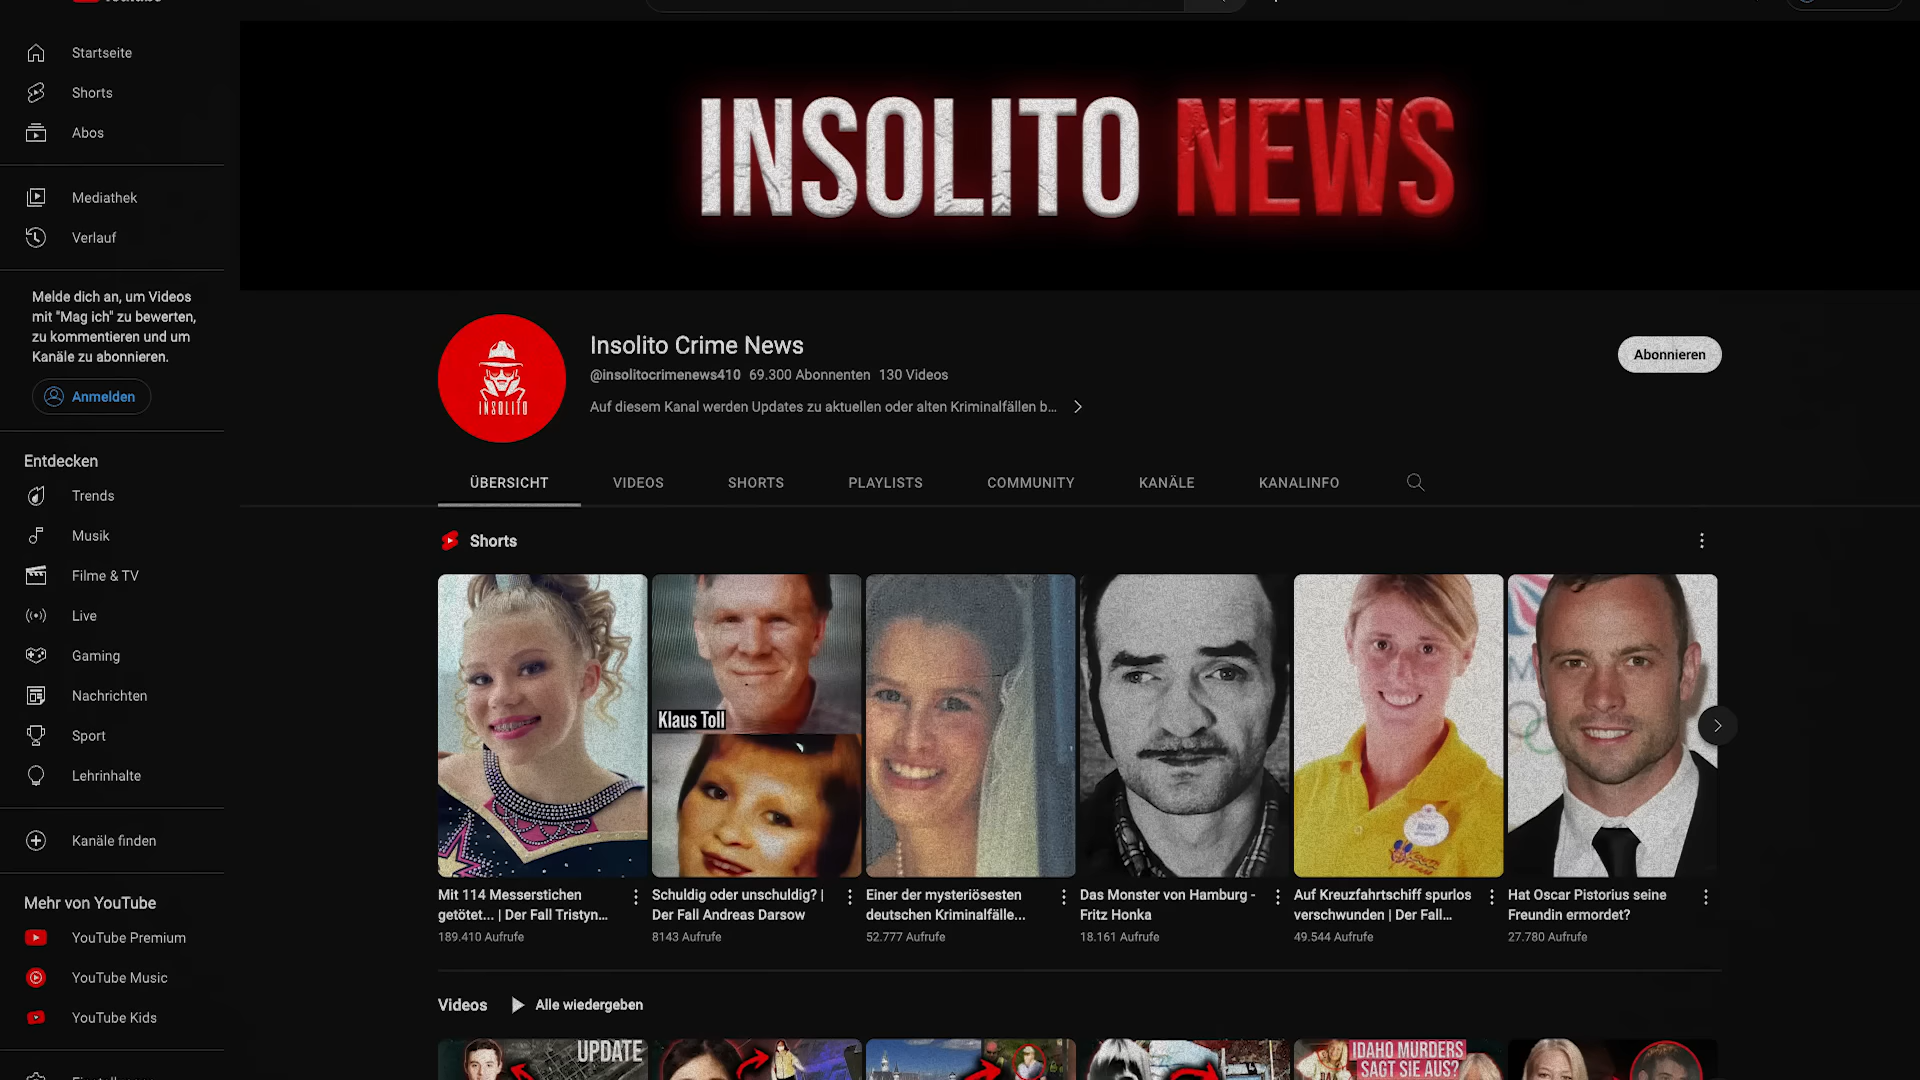 Startseite
Shorts
Abos
Mediathek
Verlauf
Melde dich an, um Videos
mit "Mag ich" zu bewerten,
zu kommentieren und um
Kanäle zu abonnieren.
Anmelden
Entdecken
Trends
Musik
Filme & TV
Live
Gaming
Nachrichten
Sport
Lehrinhalte
Kanäle finden
Mehr von YouTube
YouTube Premium
YouTube Music
YouTube Kids
INSOLITO NEWS
INSOLITO
Insolito Crime News
@insolitocrimenews410 69.300 Abonnenten 130 Videos
Auf diesem Kanal werden Updates zu aktuellen oder alten Kriminalfällen b...
Abonnieren
ÜBERSICHT
VIDEOS
SHORTS
PLAYLISTS
COMMUNITY
KANÄLE
KANALINFO
Shorts
Klaus Toll
Mit 114 Messerstichen
getötet... | Der Fall Tristyn...
189.410 Aufrufe
Schuldig oder unschuldig? |
Der Fall Andreas Darsow
8143 Aufrufe
Einer der mysteriösesten
deutschen Kriminalfälle...
52.777 Aufrufe
Das Monster von Hamburg -
Fritz Honka
18.161 Aufrufe
Auf Kreuzfahrtschiff spurlos
verschwunden | Der Fall...
49.544 Aufrufe
Hat Oscar Pistorius seine
Freundin ermordet?
27.780 Aufrufe
Videos
Alle wiedergeben
UPDATE
IDAHO MURDERS
SAGT SIE AUS?